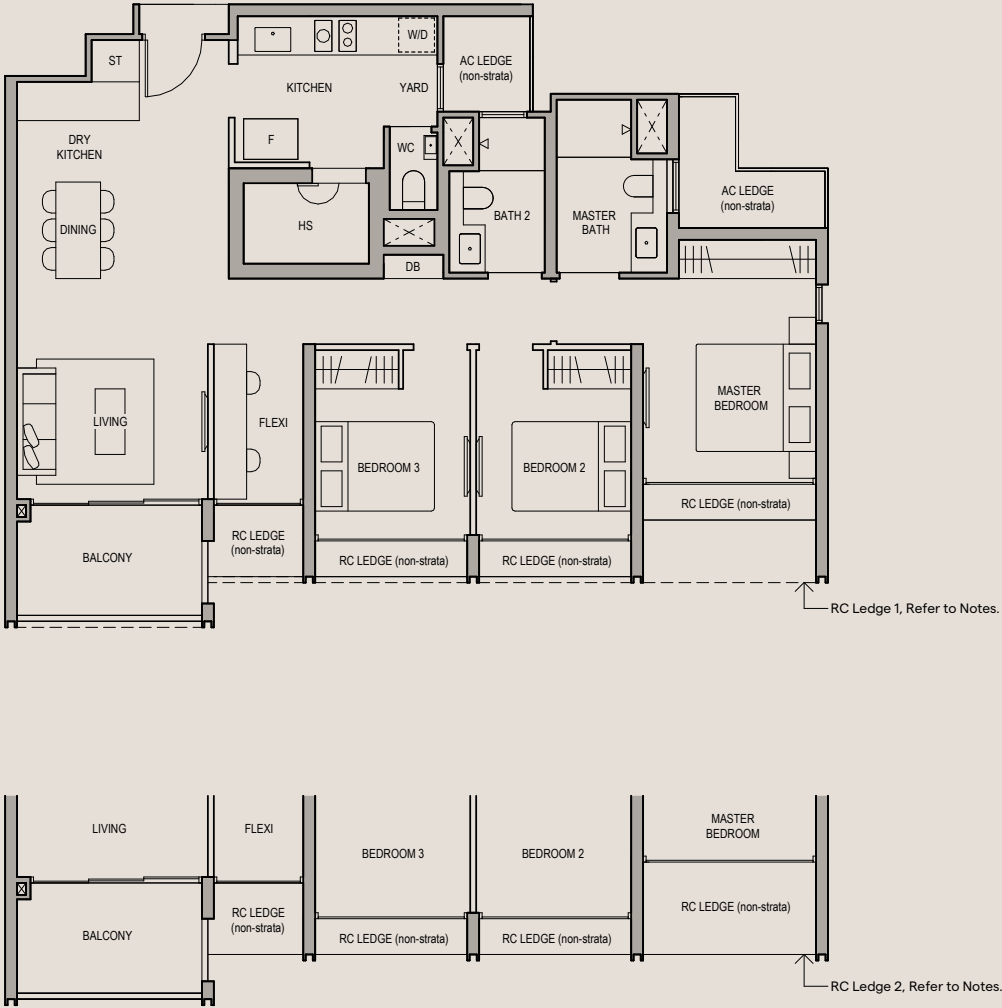 ST
W/D
AC LEDGE
(non-strata)
KITCHEN
YARD
DRY
KITCHEN
F
WC
X
X
AC LEDGE
(non-strata)
DINING
HS
BATH 2
MASTER
BATH
DB
MASTER
BEDROOM
LIVING
FLEXI
BEDROOM 3
BEDROOM 2
RC LEDGE (non-strata)
RC LEDGE
(non-strata)
BALCONY
RC LEDGE (non-strata)
RC LEDGE (non-strata)
RC Ledge 1, Refer to Notes.
LIVING
FLEXI
MASTER
BEDROOM
BEDROOM 3
BEDROOM 2
RC LEDGE (non-strata)
RC LEDGE
(non-strata)
BALCONY
RC LEDGE (non-strata)
RC LEDGE (non-strata)
RC Ledge 2, Refer to Notes.